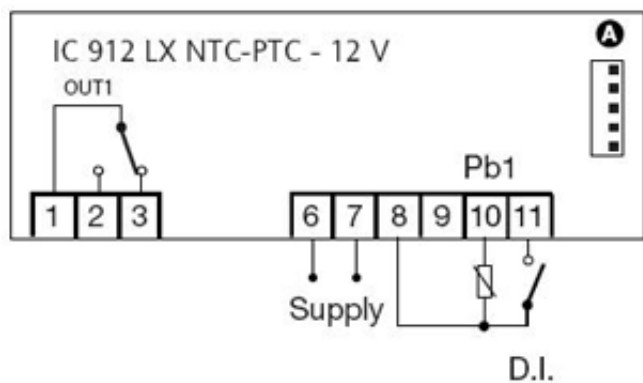 A
IC 912 LX NTC-PTC - 12 V
OUT1
Pb1
1 2 3 6 7 8 9 10 11
Supply
D.I.